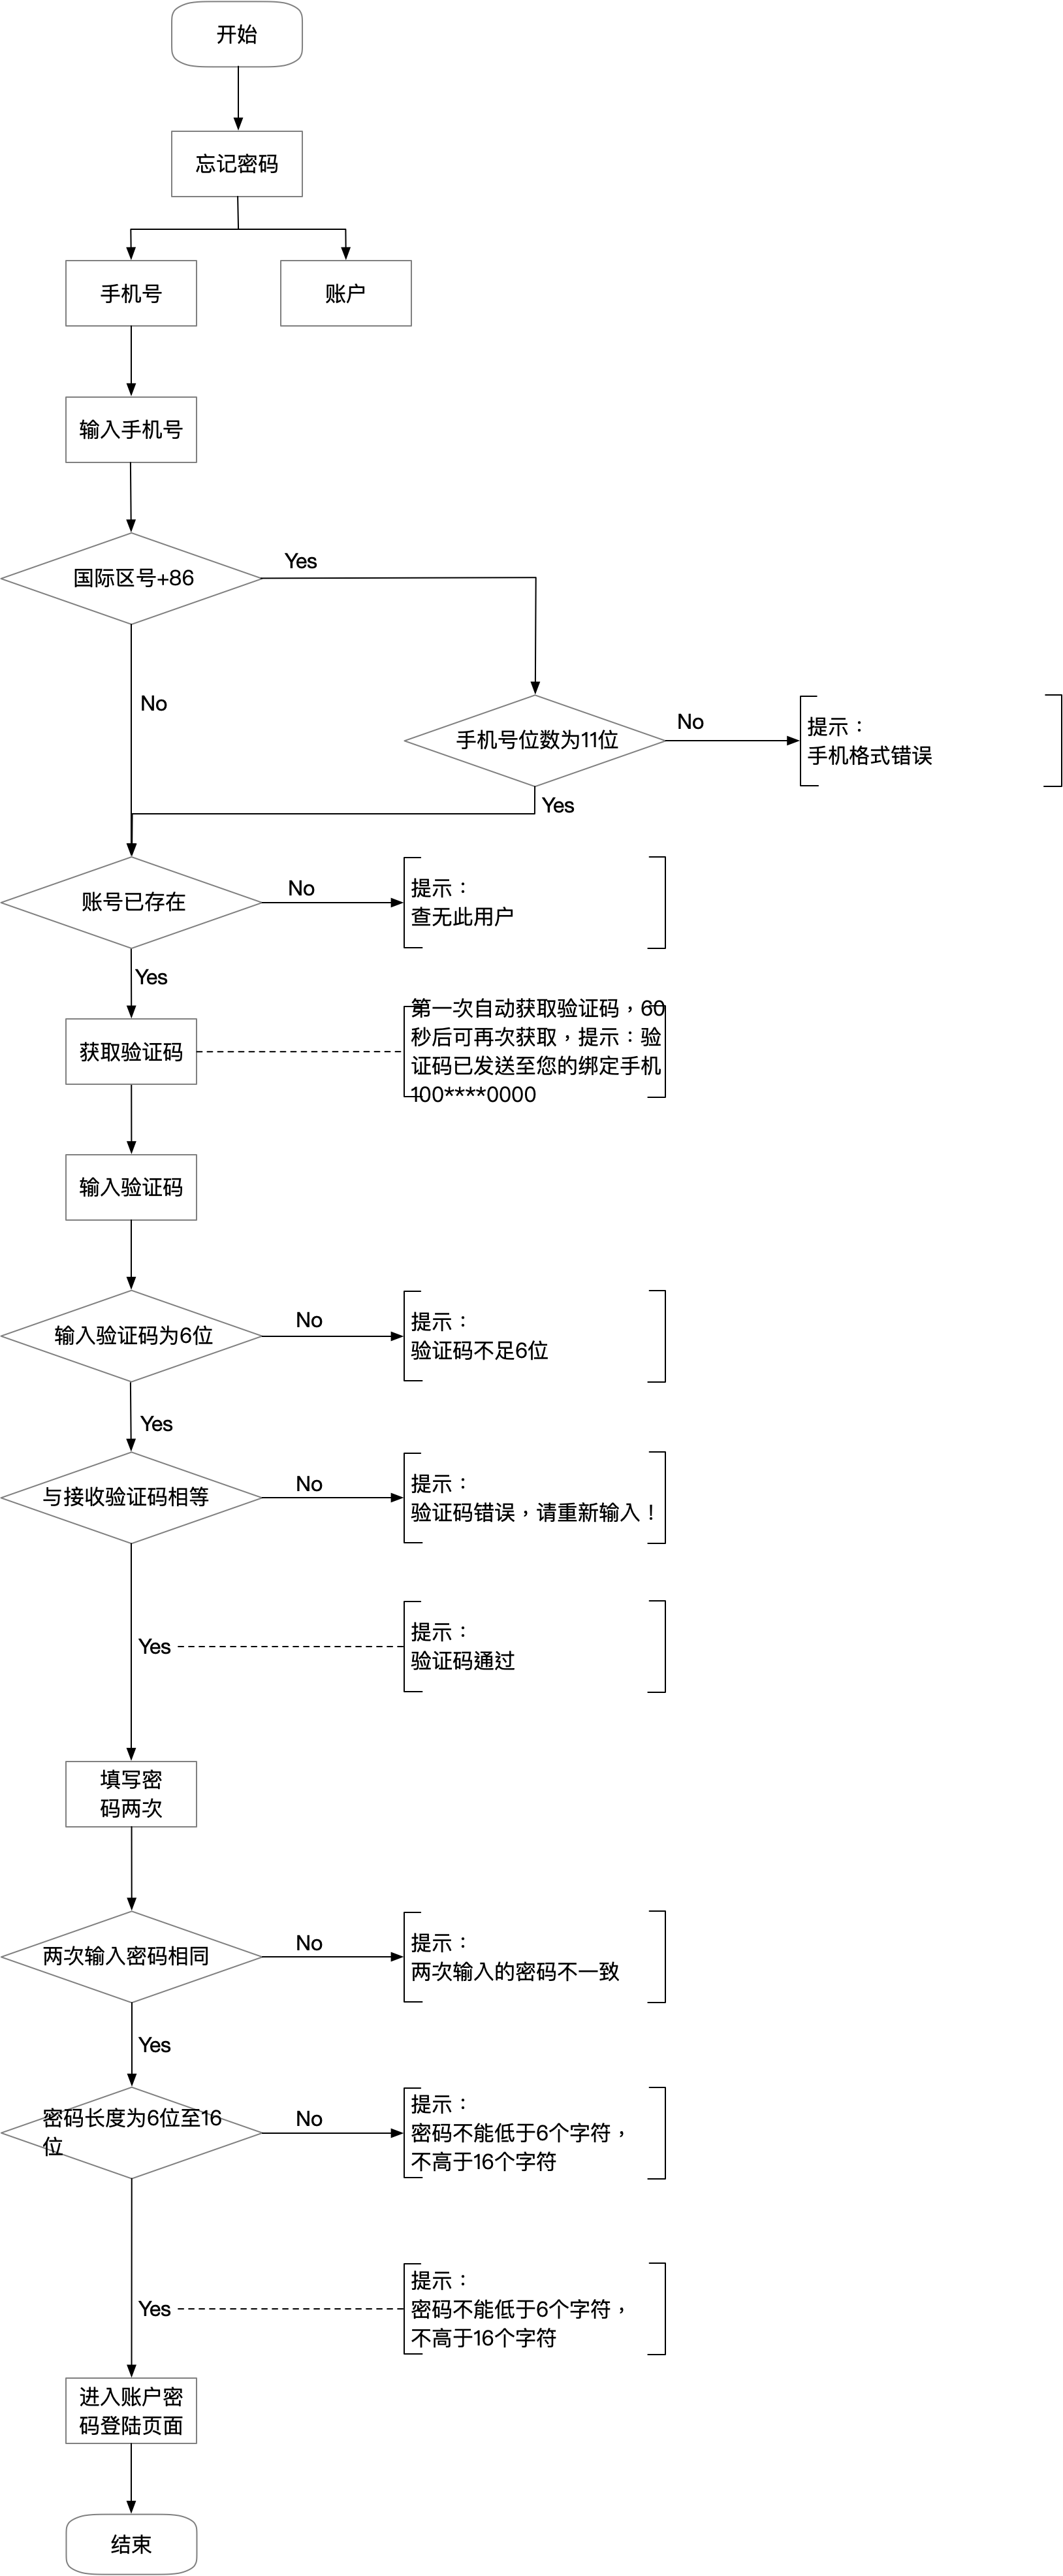 开始
忘记密码
手机号
账户
输入手机号
国际区号+86
Yes
No
手机号位数为11位
No
提示：
手机格式错误
Yes
账号已存在
No
提示：
查无此用户
Yes
获取验证码
第一次自动获取验证码，60
秒后可再次获取，提示：验
证码已发送至您的绑定手机
100****0000
输入验证码
输入验证码为6位
No
提示：
验证码不足6位
Yes
与接收验证码相等
No
提示：
验证码错误，请重新输入！
Yes
提示：
验证码通过
填写密
码两次
两次输入密码相同
No
提示：
两次输入的密码不一致
Yes
密码长度为6位至16
位
No
提示：
密码不能低于6个字符，
不高于16个字符
Yes
提示：
密码不能低于6个字符，
不高于16个字符
进入账户密
码登陆页面
结束